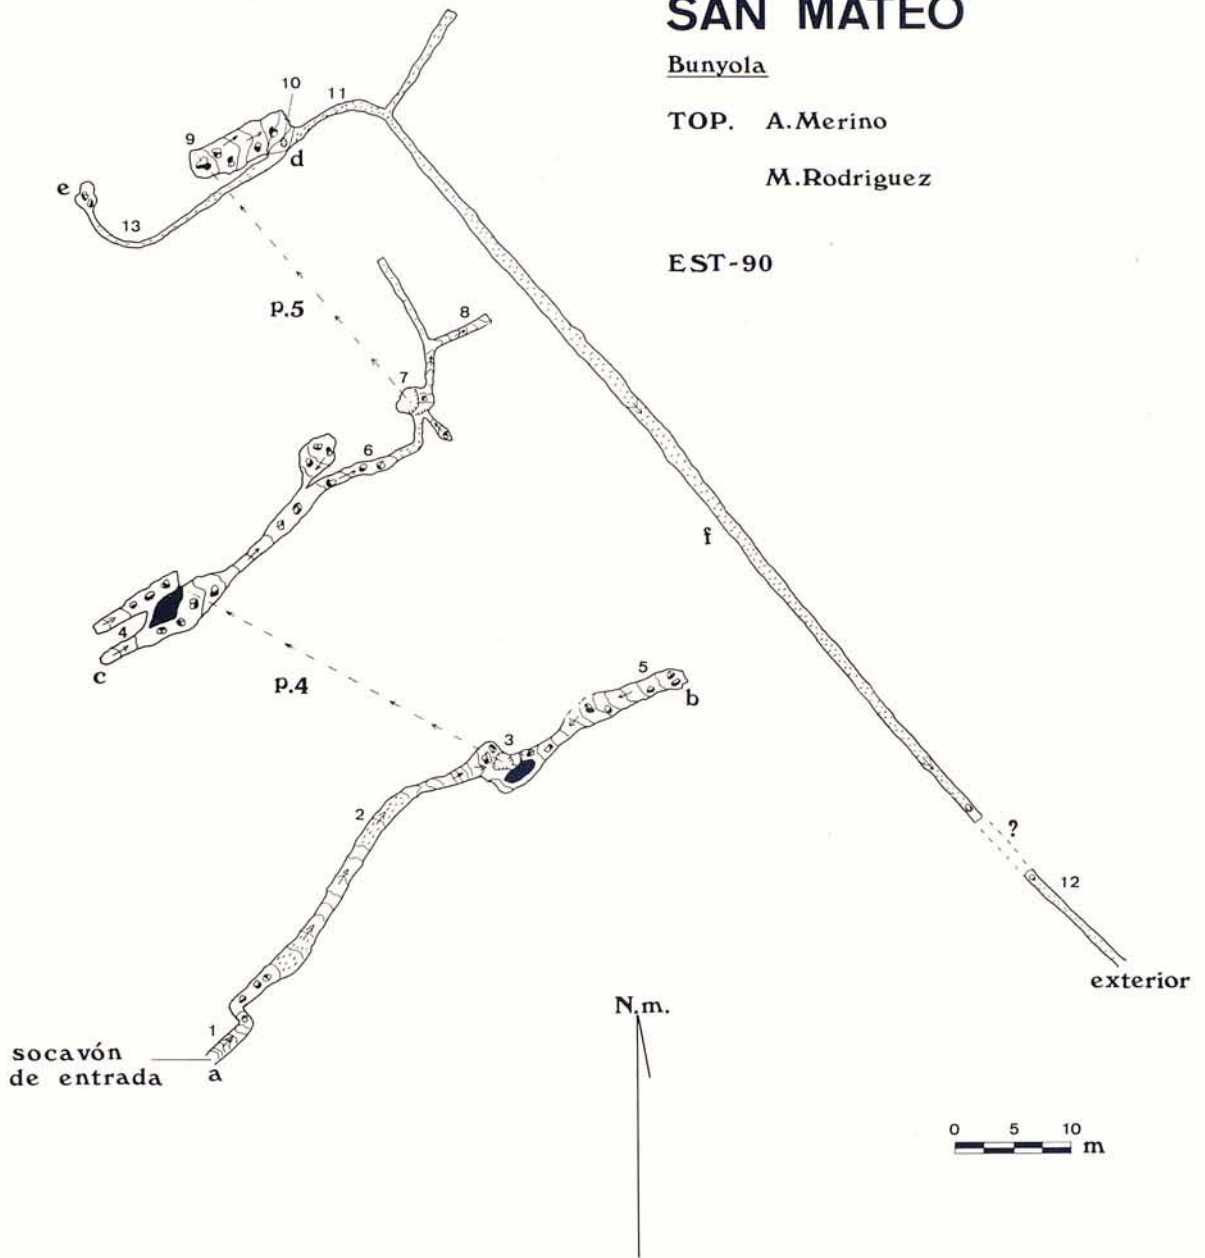 SAN MATEO
Bunyola
TOP. A.Merino
M.Rodriguez
EST-90
10
11
9
d
e
13
p.5
8
7
6
f
4
c
p.4
5
b
3
2
?
12
exterior
N.m.
1
socavón
de entrada
a
0 5 10
m